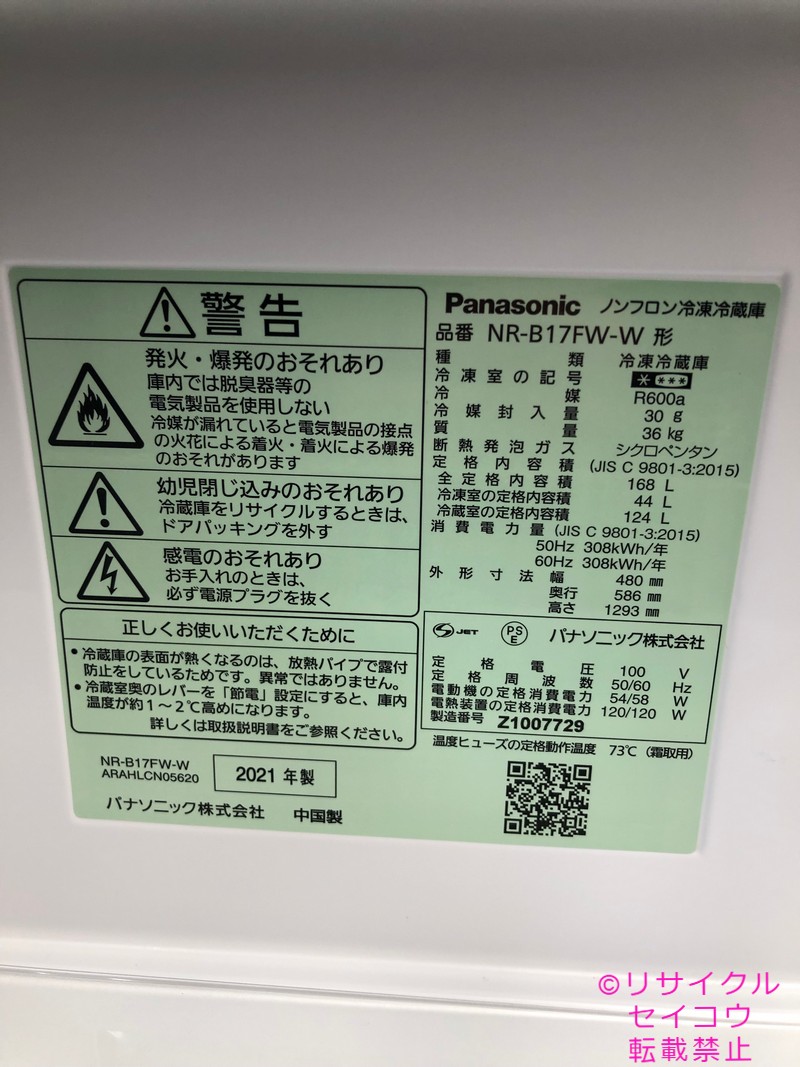 警告
発火・爆発のおそれあり
庫内では脱臭器等の
電気製品を使用しない
冷媒が漏れていると電気製品の接点
の火花による着火・着火による爆発
のおそれがあります
幼児閉じ込みのおそれあり
冷蔵庫をリサイクルするときは、
ドアパッキングを外す
感電のおそれあり
お手入れのときは、
必ず電源プラグを抜く
正しくお使いいただくために
・冷蔵庫の表面が熱くなるのは、放熱パイプで露付
防止をしているためです。異常ではありません。
・冷蔵室奥のレバーを「節電」設定にすると、庫内
温度が約1～2℃高めになります。
詳しくは取扱説明書をご参照ください。
NR-B17FW-W
ARAHLCN05620
2021 年製
パナソニック株式会社 中国製
Panasonic ノンフロン冷凍冷蔵庫
品番 NR-B17FW-W 形
種類 冷凍冷蔵庫
冷凍室の記号 * ***
冷媒 R600a
冷媒封入量 30 g
質量 36 kg
断熱発泡ガス シクロペンタン
定格内容積 (JIS C 9801-3:2015)
全定格内容積 168 L
冷凍室の定格内容積 44 L
冷蔵室の定格内容積 124 L
消費電力量 (JIS C 9801-3:2015)
50Hz 308kWh/年
60Hz 308kWh/年
外形寸法 幅 480 mm
奥行 586 mm
高さ 1293 mm
S JET PS E パナソニック株式会社
定格電圧 100 V
定格周波数 50/60 Hz
電動機の定格消費電力 54/58 W
電熱装置の定格消費電力 120/120 W
製造番号 Z1007729
温度ヒューズの定格動作温度 73℃（霜取用）
©リサイクル
セイコウ
転載禁止